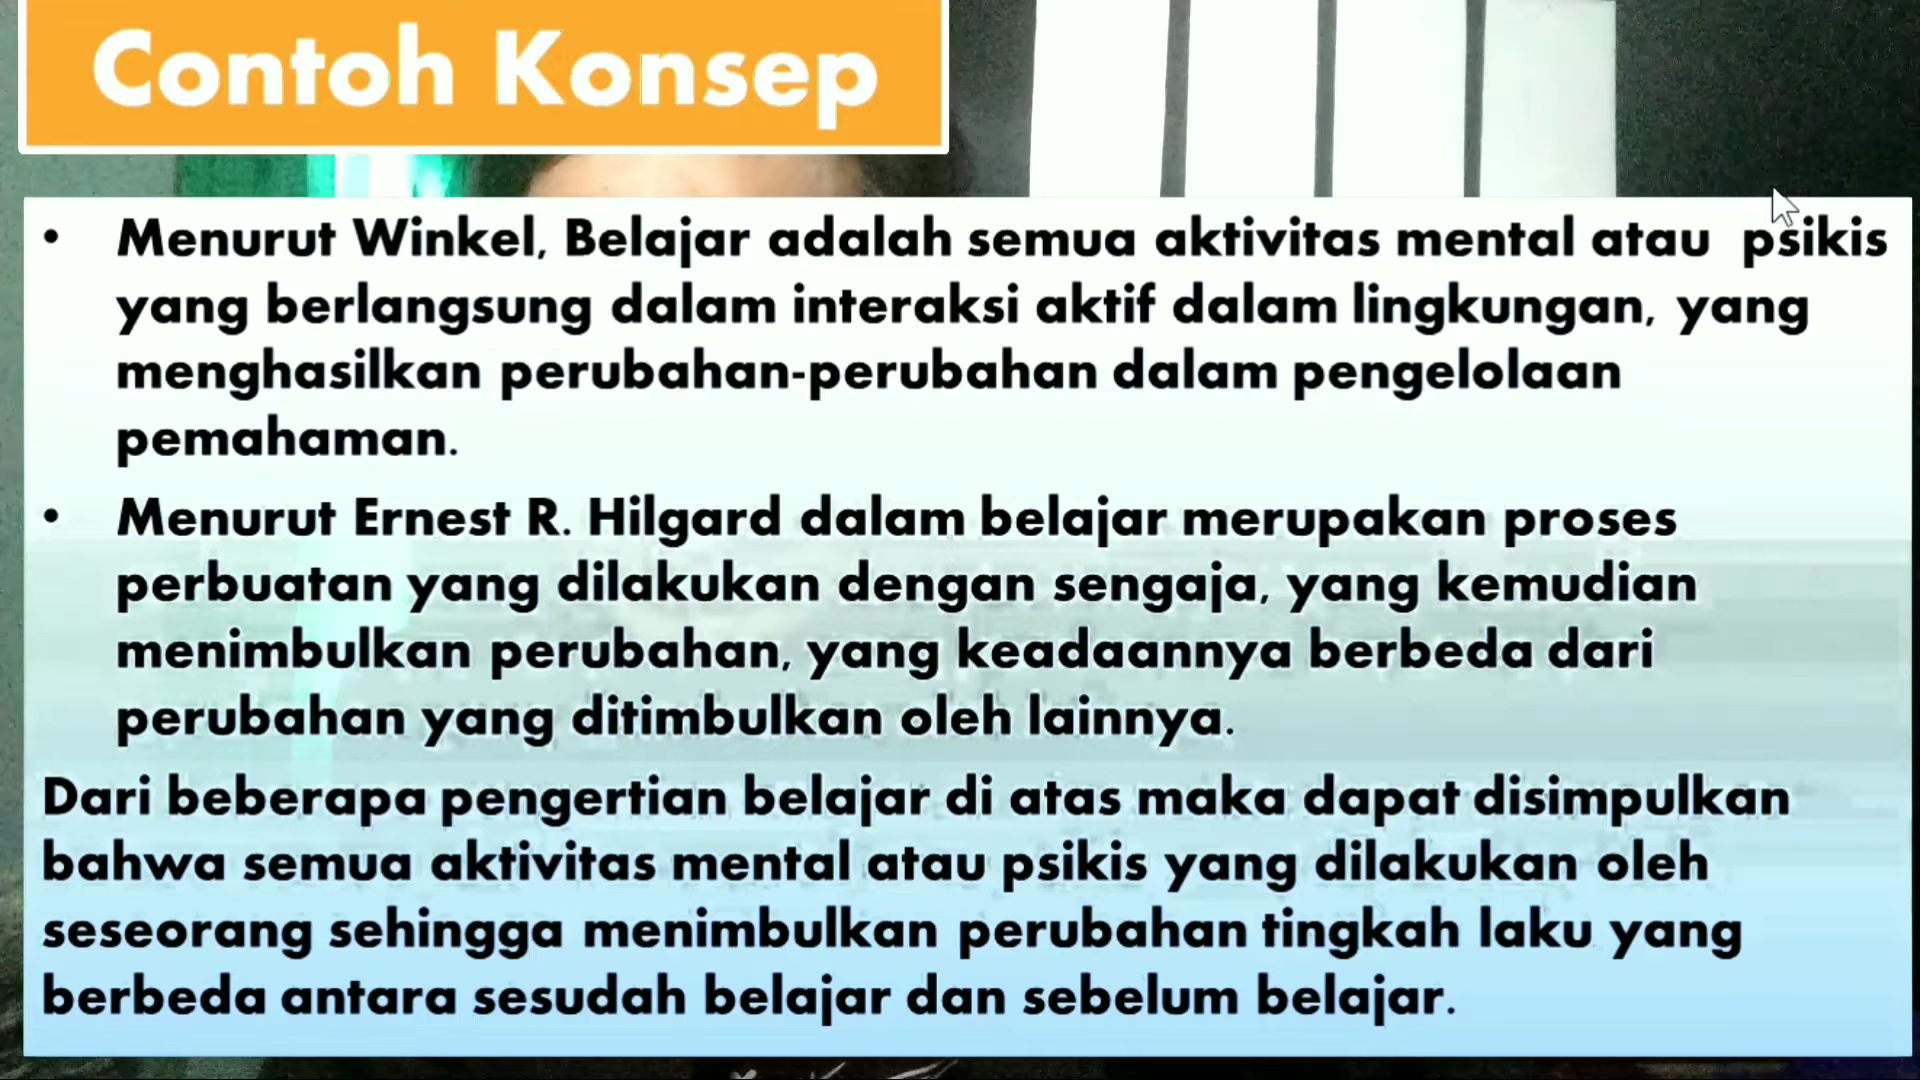 Contoh Konsep
• Menurut Winkel, Belajar adalah semua aktivitas mental atau psikis
yang berlangsung dalam interaksi aktif dalam lingkungan, yang
menghasilkan perubahan-perubahan dalam pengelolaan
pemahaman.
• Menurut Ernest R. Hilgard dalam belajar merupakan proses
perbuatan yang dilakukan dengan sengaja, yang kemudian
menimbulkan perubahan, yang keadaannya berbeda dari
perubahan yang ditimbulkan oleh lainnya.
Dari beberapa pengertian belajar di atas maka dapat disimpulkan
bahwa semua aktivitas mental atau psikis yang dilakukan oleh
seseorang sehingga menimbulkan perubahan tingkah laku yang
berbeda antara sesudah belajar dan sebelum belajar.